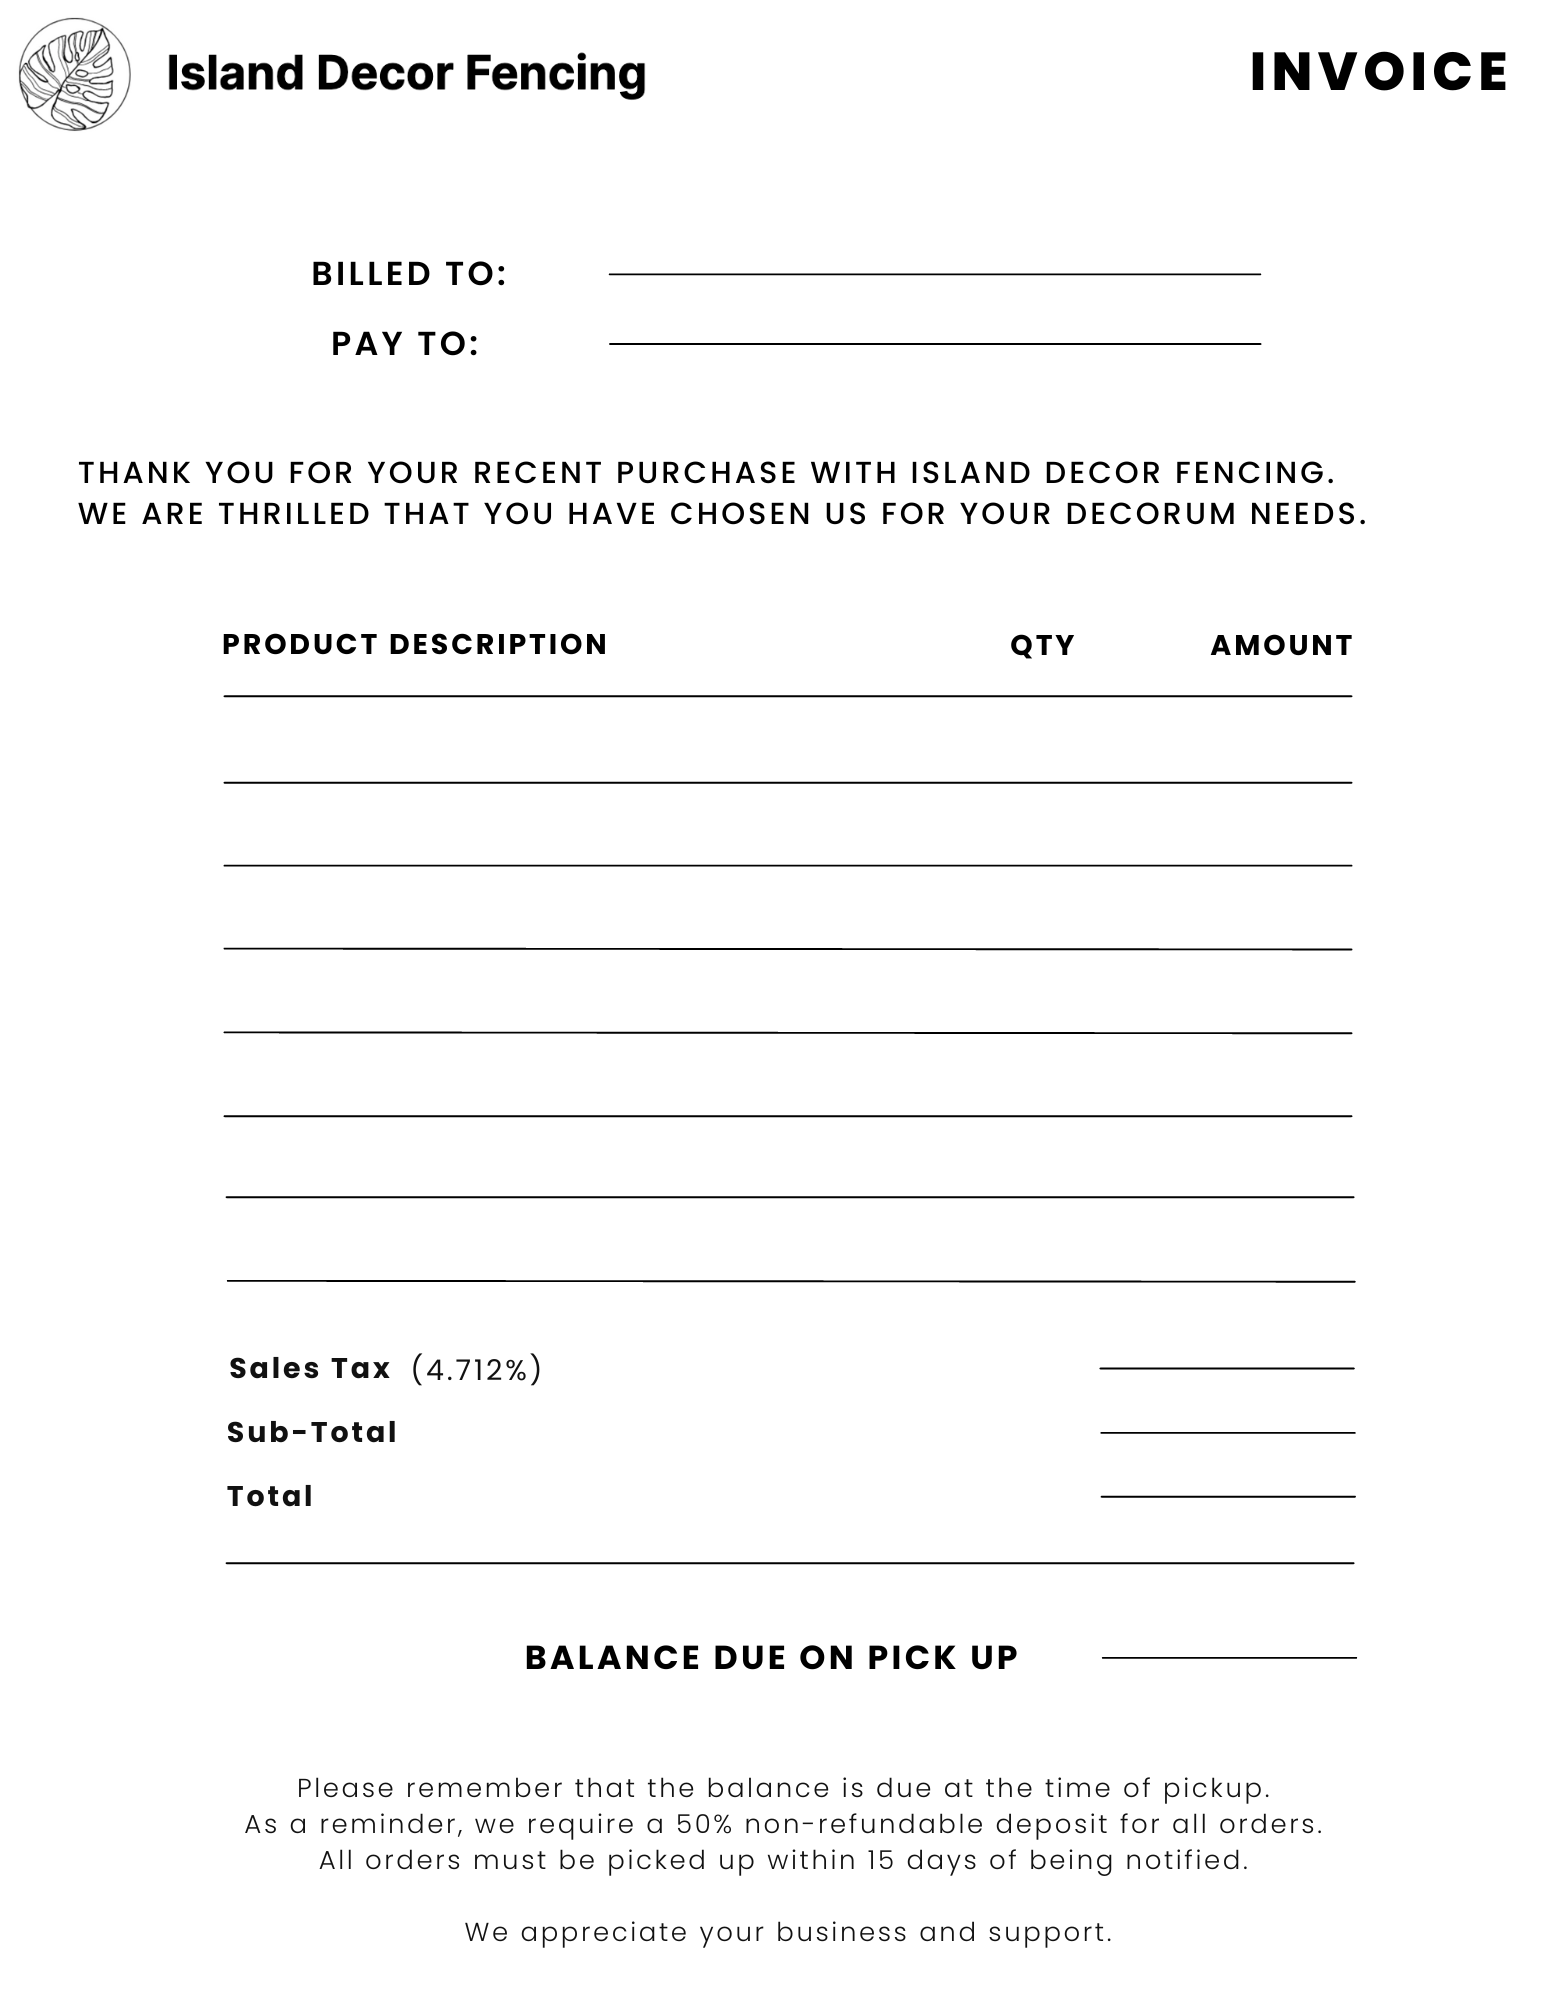 Island Decor Fencing
INVOICE
BILLED TO:
PAY TO:
THANK YOU FOR YOUR RECENT PURCHASE WITH ISLAND DECOR FENCING.
WE ARE THRILLED THAT YOU HAVE CHOSEN US FOR YOUR DECORUM NEEDS.
PRODUCT DESCRIPTION QTY AMOUNT
Sales Tax (4.712%)
Sub-Total
Total
BALANCE DUE ON PICK UP
Please remember that the balance is due at the time of pickup.
As a reminder, we require a 50% non-refundable deposit for all orders.
All orders must be picked up within 15 days of being notified.
We appreciate your business and support.